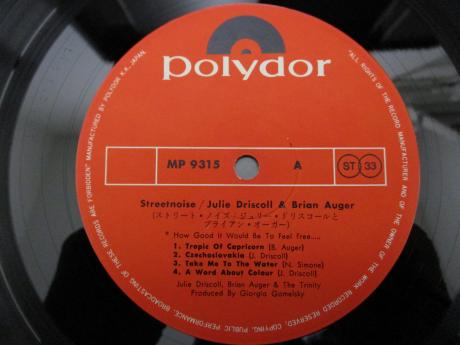 polydor
MP 9315
A
ST 33
Streetnoise / Julie Driscoll & Brian Auger
(ストリート・ノイズ/ジュリー・ドリスコールと
ブライアン・オーガー)
* How Good It Would Be To Feel Free....
1. Tropic Of Capricorn (B. Auger)
2. Czechoslovakia (J. Driscoll)
3. Take Me To The Water (N. Simone)
4. A Word About Colour (J. Driscoll)
Julie Driscoll, Brian Auger & The Trinity
Produced By Giorgio Gomelsky
"ALL RIGHTS OF THE RECORD MANUFACTURER AND OF THE OWNER OF THE WORK RECORDED RESERVED. COPYING, PUBLIC PERFORMANCE, BROADCASTING OF THESE RECORDS ARE FORBIDDEN" MANUFACTURED BY POLYDOR K.K., JAPAN.